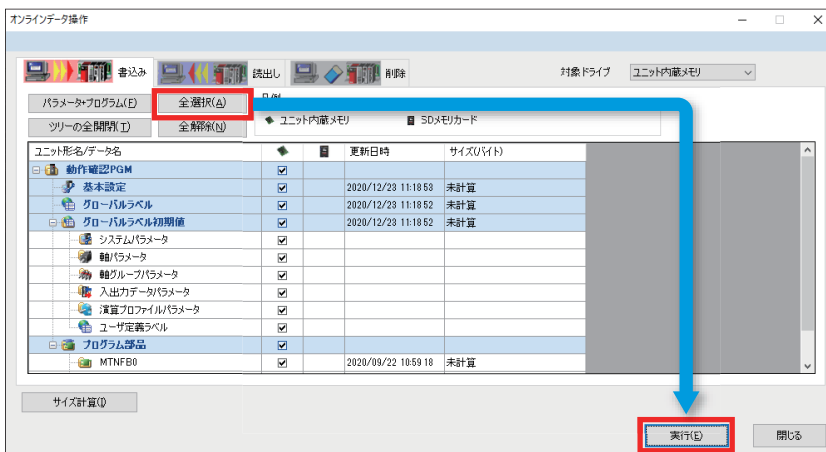 オンラインデータ操作
書込み
読出し
削除
対象ドライブ
ユニット内蔵メモリ
パラメータ+プログラム(F)
全選択(A)
凡例
ツリーの全開閉(T)
全解除(N)
ユニット内蔵メモリ
SDメモリカード
ユニット形名/データ名
更新日時
サイズ(バイト)
動作確認PGM
基本設定 2020/12/23 11:18:53 未計算
グローバルラベル 2020/12/23 11:18:52 未計算
グローバルラベル初期値 2020/12/23 11:18:52 未計算
システムパラメータ
軸パラメータ
軸グループパラメータ
入出力データパラメータ
演算プロファイルパラメータ
ユーザ定義ラベル
プログラム部品
MTNFB0 2020/09/22 10:59:18 未計算
サイズ計算(I)
実行(E)
閉じる